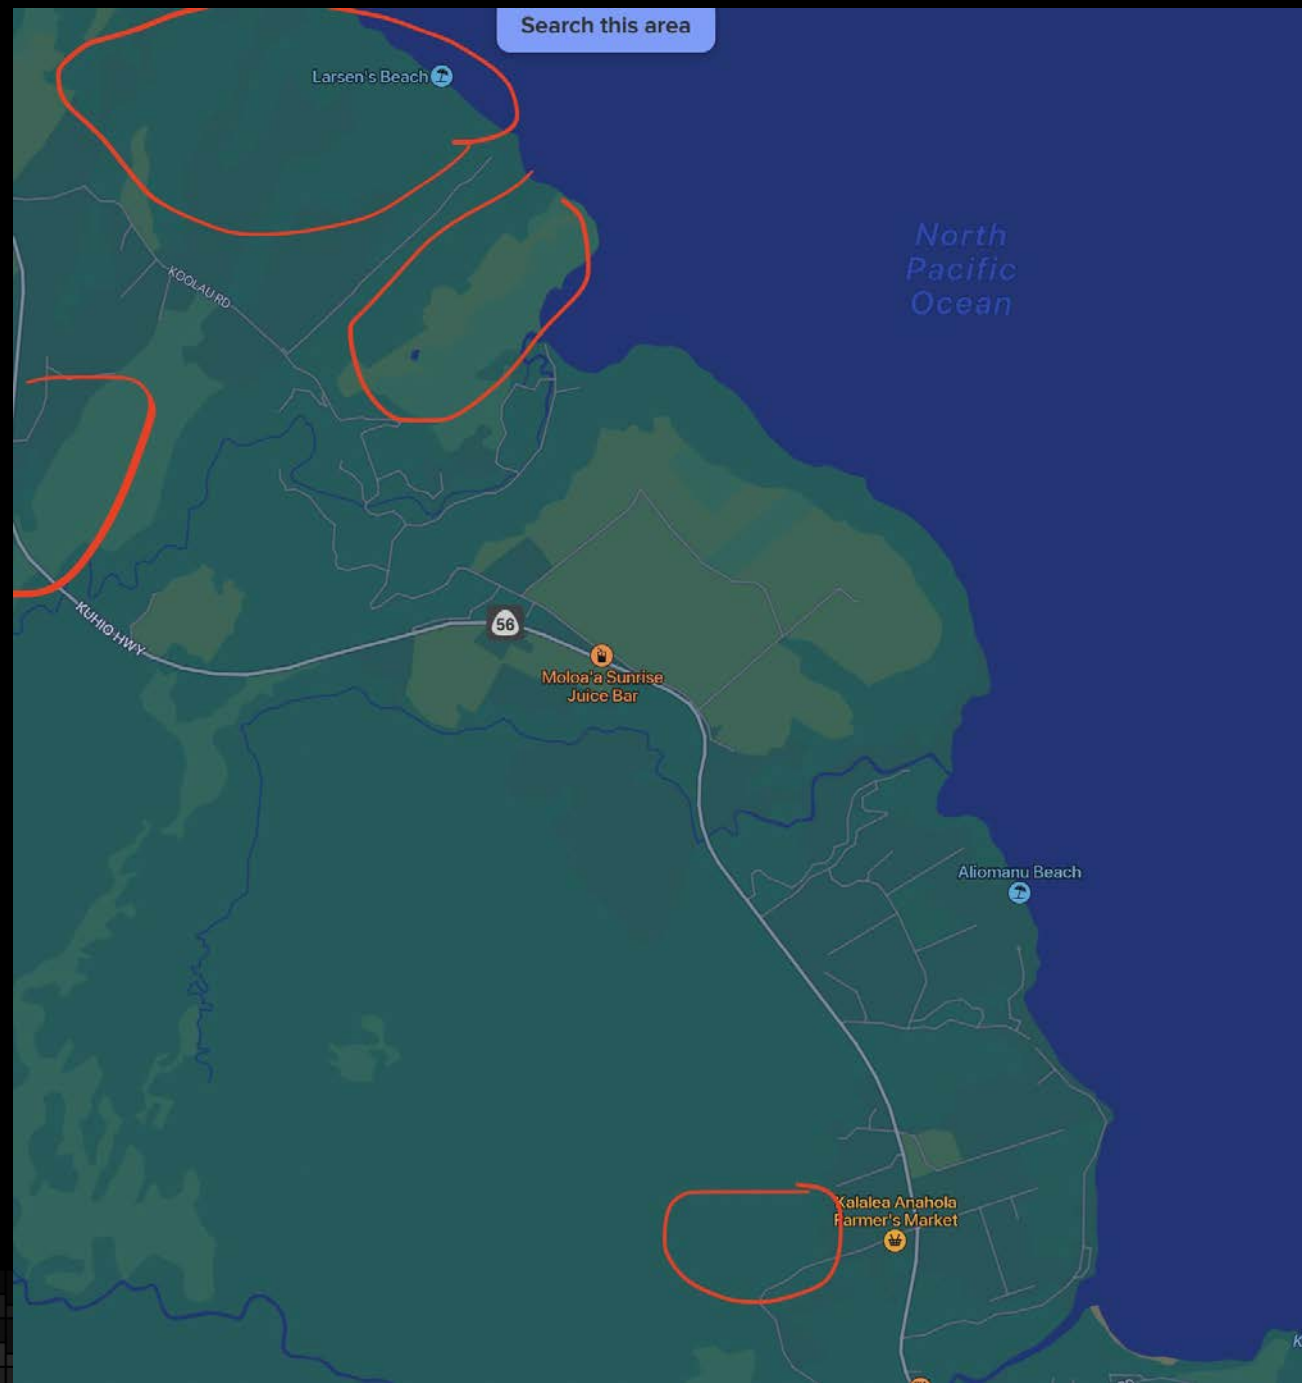 Search this area
Larsen's Beach
North
Pacific
Ocean
KOOLAU RD
KUHIO HWY
56
Moloa'a Sunrise
Juice Bar
Aliomanu Beach
Kalalea Anahola
Farmer's Market
K